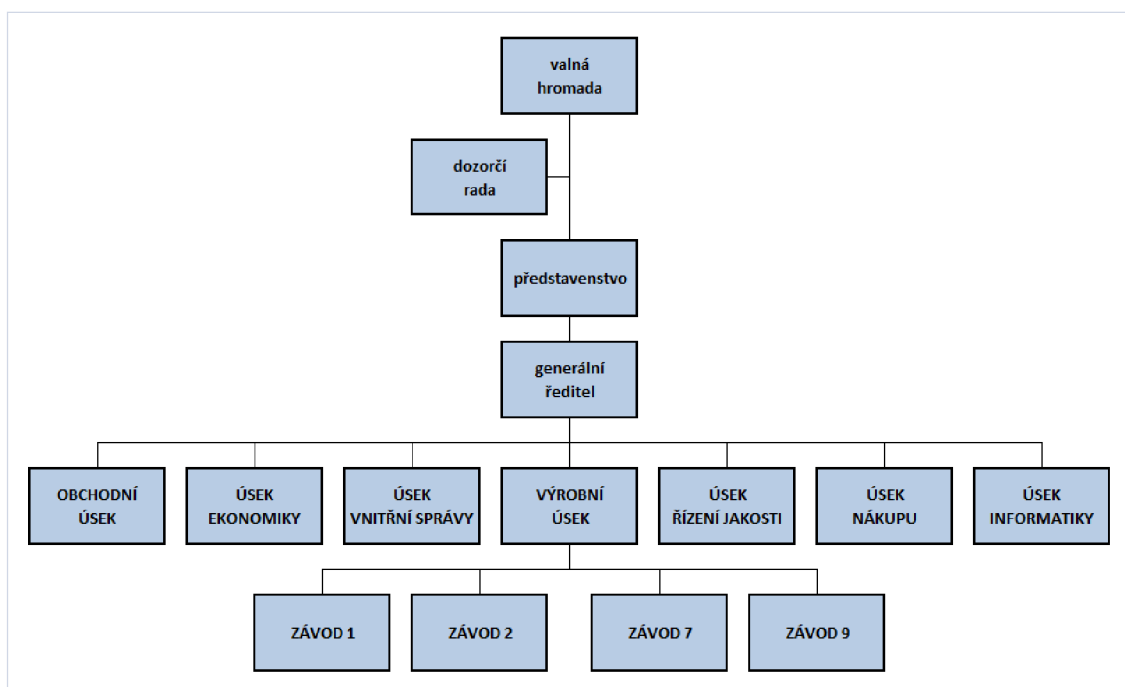 valná
hromada
dozorčí
rada
představenstvo
generální
ředitel
OBCHODNÍ
ÚSEK
ÚSEK
EKONOMIKY
ÚSEK
VNITŘNÍ SPRÁVY
VÝROBNÍ
ÚSEK
ÚSEK
ŘÍZENÍ JAKOSTI
ÚSEK
NÁKUPU
ÚSEK
INFORMATIKY
ZÁVOD 1
ZÁVOD 2
ZÁVOD 7
ZÁVOD 9